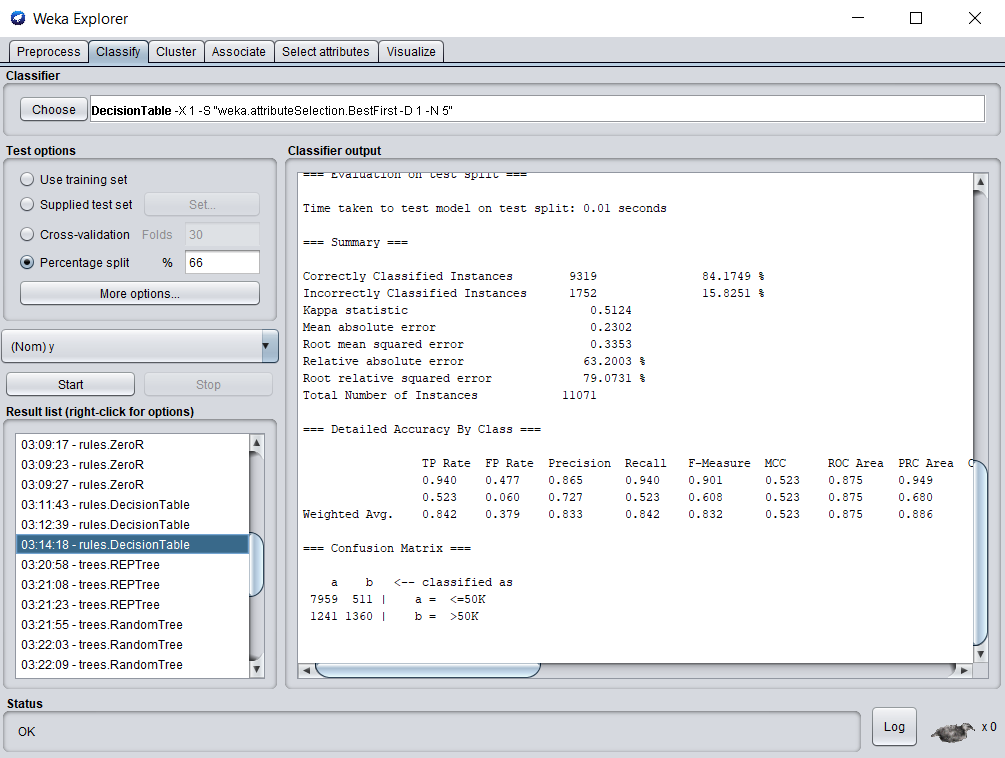 Weka Explorer
Preprocess Classify Cluster Associate Select attributes Visualize
Classifier
Choose DecisionTable -X 1 -S "weka.attributeSelection.BestFirst -D 1 -N 5"
Test options
Use training set
Supplied test set Set...
Cross-validation Folds 30
Percentage split % 66
More options...
(Nom) y
Start Stop
Result list (right-click for options)
03:09:17 - rules.ZeroR
03:09:23 - rules.ZeroR
03:09:27 - rules.ZeroR
03:11:43 - rules.DecisionTable
03:12:39 - rules.DecisionTable
03:14:18 - rules.DecisionTable
03:20:58 - trees.REPTree
03:21:08 - trees.REPTree
03:21:23 - trees.REPTree
03:21:55 - trees.RandomTree
03:22:03 - trees.RandomTree
03:22:09 - trees.RandomTree
Classifier output
=== Evaluation on test split ===
Time taken to test model on test split: 0.01 seconds
=== Summary ===
Correctly Classified Instances 9319 84.1749 %
Incorrectly Classified Instances 1752 15.8251 %
Kappa statistic 0.5124
Mean absolute error 0.2302
Root mean squared error 0.3353
Relative absolute error 63.2003 %
Root relative squared error 79.0731 %
Total Number of Instances 11071
=== Detailed Accuracy By Class ===
TP Rate FP Rate Precision Recall F-Measure MCC ROC Area PRC Area C
0.940 0.477 0.865 0.940 0.901 0.523 0.875 0.949
0.523 0.060 0.727 0.523 0.608 0.523 0.875 0.680
Weighted Avg. 0.842 0.379 0.833 0.842 0.832 0.523 0.875 0.886
=== Confusion Matrix ===
a b <-- classified as
7959 511 | a = <=50K
1241 1360 | b = >50K
Status
OK
Log
x 0